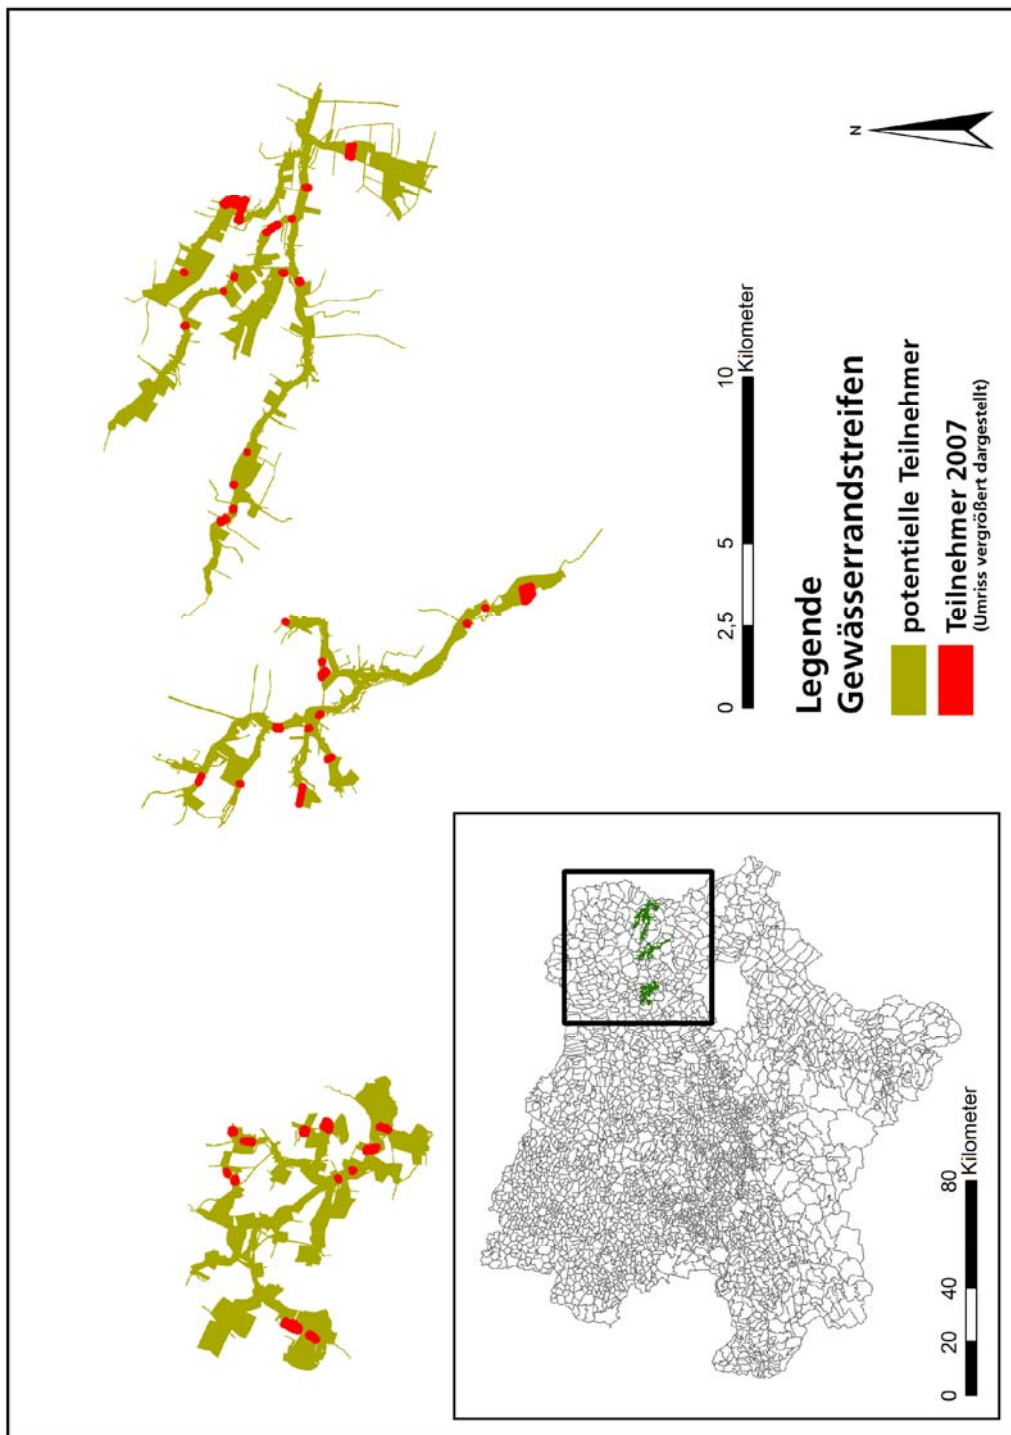 N
0 2,5 5 10
Kilometer
Legende
Gewässerrandstreifen
potentielle Teilnehmer
Teilnehmer 2007
(Umriss vergrößert dargestellt)
0 20 40 80
Kilometer